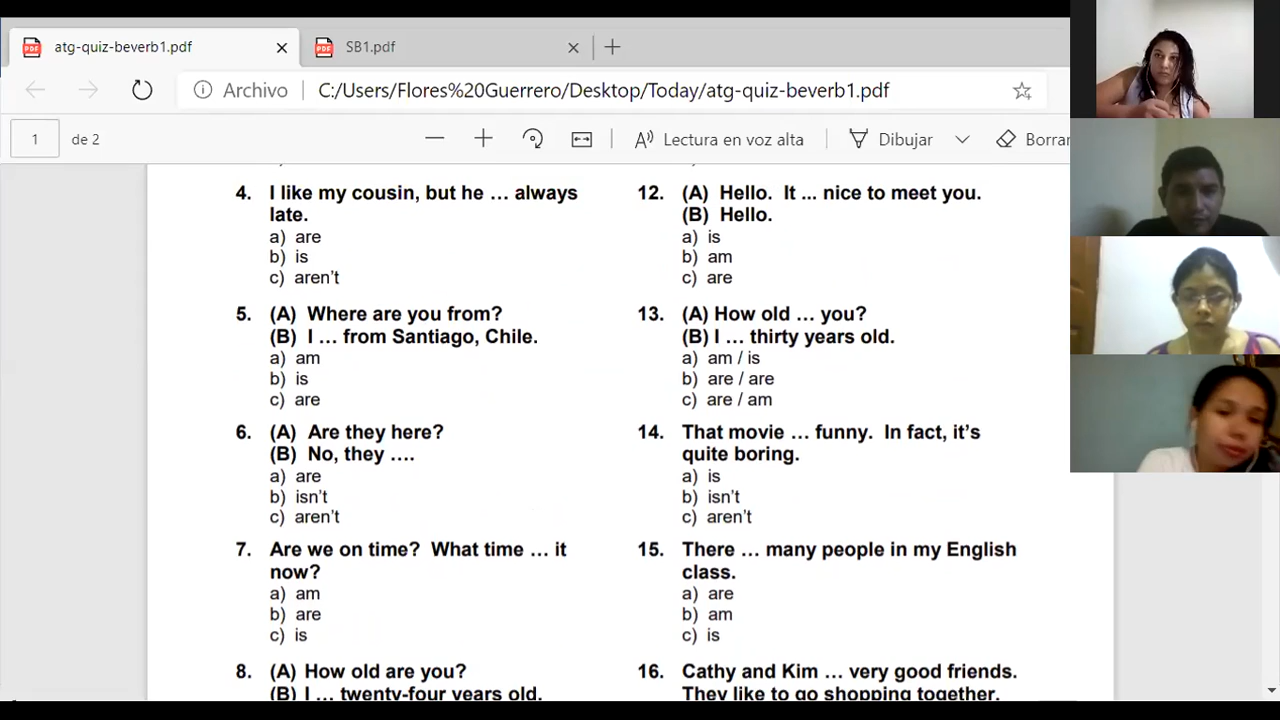 atg-quiz-beverb1.pdf
SB1.pdf
Archivo
C:/Users/Flores%20Guerrero/Desktop/Today/atg-quiz-beverb1.pdf
1
de 2
Lectura en voz alta
Dibujar
Borrar
4. I like my cousin, but he … always
late.
a) are
b) is
c) aren't
5. (A) Where are you from?
(B) I … from Santiago, Chile.
a) am
b) is
c) are
6. (A) Are they here?
(B) No, they ….
a) are
b) isn't
c) aren't
7. Are we on time? What time … it
now?
a) am
b) are
c) is
8. (A) How old are you?
(B) I … twenty-four years old.
12. (A) Hello. It ... nice to meet you.
(B) Hello.
a) is
b) am
c) are
13. (A) How old … you?
(B) I … thirty years old.
a) am / is
b) are / are
c) are / am
14. That movie … funny. In fact, it's
quite boring.
a) is
b) isn't
c) aren't
15. There … many people in my English
class.
a) are
b) am
c) is
16. Cathy and Kim … very good friends.
They like to go shopping together.